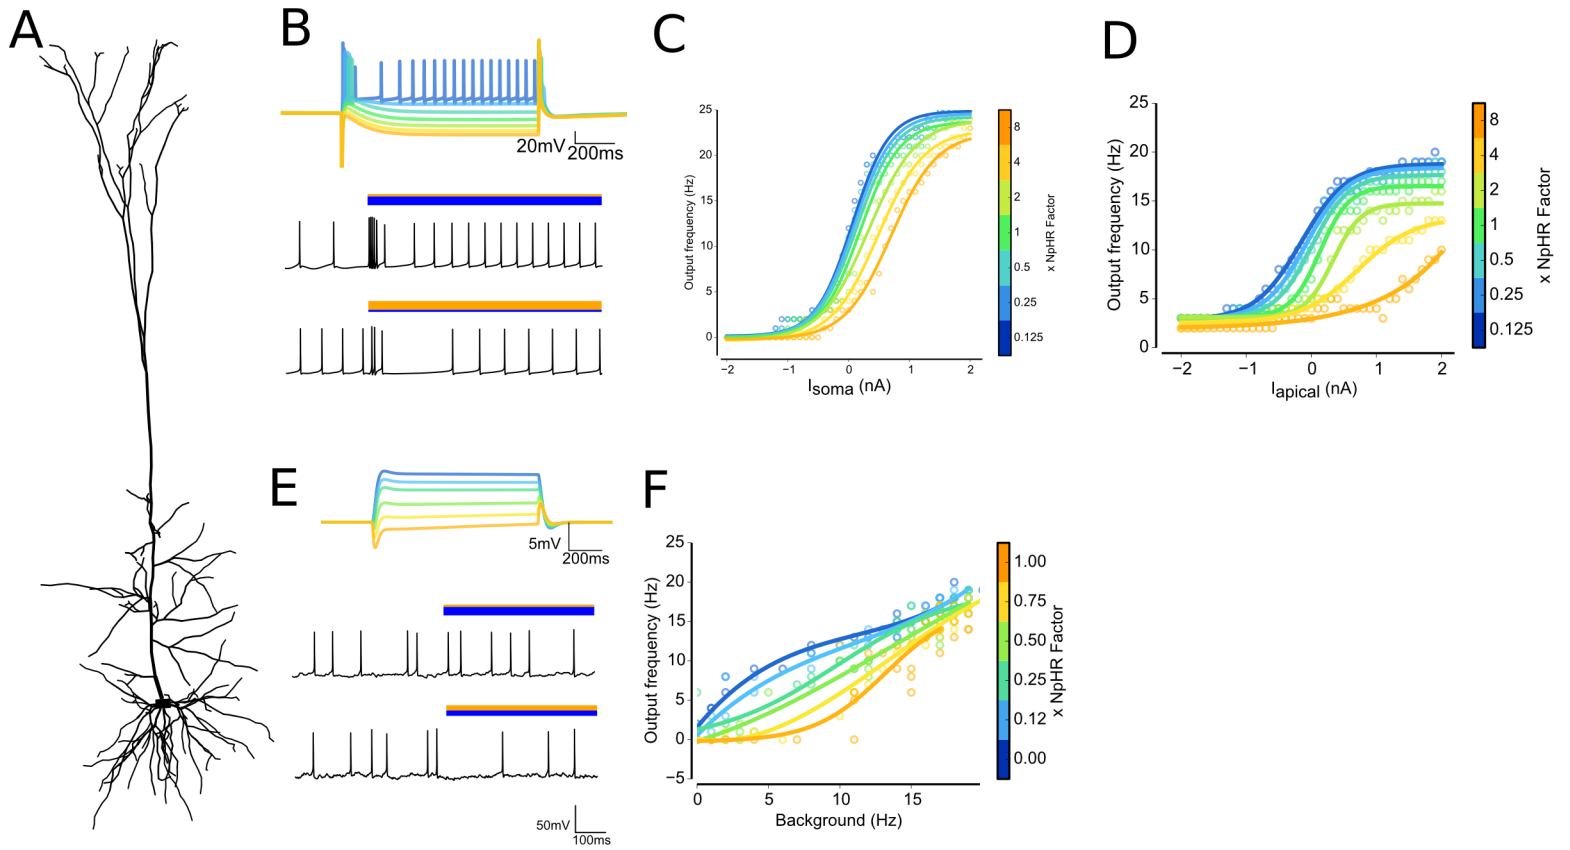 A
B
20mV
200ms
C
25
20
15
10
5
0
Output frequency (Hz)
−2
−1
0
1
2
Isoma (nA)
8
4
2
1
0.5
0.25
0.125
x NpHR Factor
D
25
20
15
10
5
0
Output frequency (Hz)
−2
−1
0
1
2
Iapical (nA)
8
4
2
1
0.5
0.25
0.125
x NpHR Factor
E
5mV
200ms
50mV
100ms
F
25
20
15
10
5
0
−5
Output frequency (Hz)
0
5
10
15
Background (Hz)
1.00
0.75
0.50
0.25
0.12
0.00
x NpHR Factor